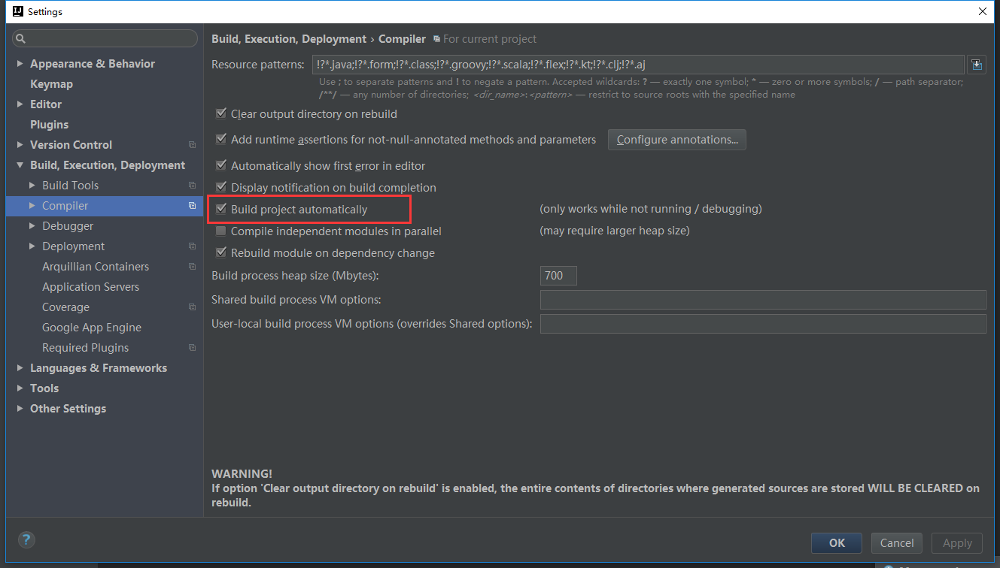 IJ Settings
Appearance & Behavior
Keymap
Editor
Plugins
Version Control
Build, Execution, Deployment
Build Tools
Compiler
Debugger
Deployment
Arquillian Containers
Application Servers
Coverage
Google App Engine
Required Plugins
Languages & Frameworks
Tools
Other Settings
Build, Execution, Deployment › Compiler For current project
Resource patterns: !?*.java;!?*.form;!?*.class;!?*.groovy;!?*.scala;!?*.flex;!?*.kt;!?*.clj;!?*.aj
Use ; to separate patterns and ! to negate a pattern. Accepted wildcards: ? — exactly one symbol; * — zero or more symbols; / — path separator;
/**/ — any number of directories; <dir_name>:<pattern> — restrict to source roots with the specified name
Clear output directory on rebuild
Add runtime assertions for not-null-annotated methods and parameters Configure annotations...
Automatically show first error in editor
Display notification on build completion
Build project automatically (only works while not running / debugging)
Compile independent modules in parallel (may require larger heap size)
Rebuild module on dependency change
Build process heap size (Mbytes): 700
Shared build process VM options:
User-local build process VM options (overrides Shared options):
WARNING!
If option 'Clear output directory on rebuild' is enabled, the entire contents of directories where generated sources are stored WILL BE CLEARED on
rebuild.
? OK Cancel Apply